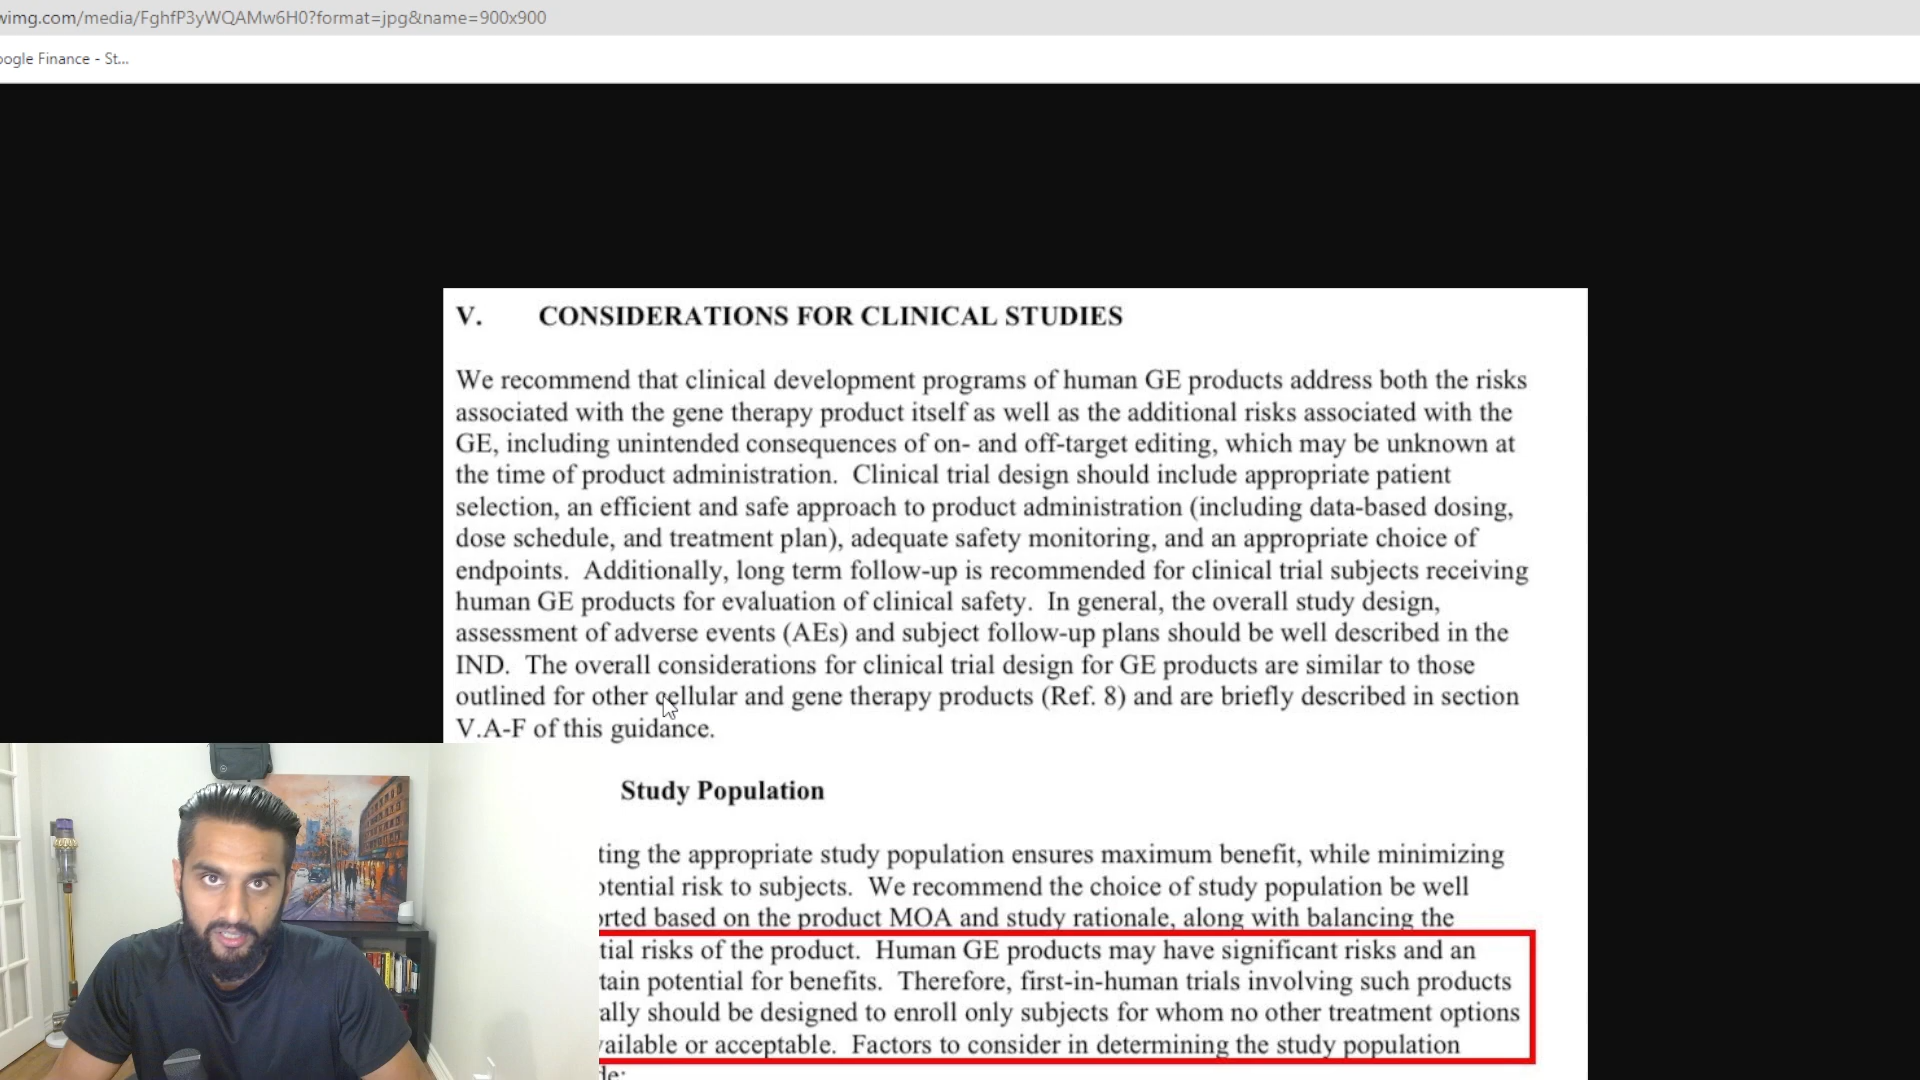 wimg.com/media/FghfP3yWQAMw6H0?format=jpg&name=900x900
oogle Finance - St...
V. CONSIDERATIONS FOR CLINICAL STUDIES
We recommend that clinical development programs of human GE products address both the risks
associated with the gene therapy product itself as well as the additional risks associated with the
GE, including unintended consequences of on- and off-target editing, which may be unknown at
the time of product administration. Clinical trial design should include appropriate patient
selection, an efficient and safe approach to product administration (including data-based dosing,
dose schedule, and treatment plan), adequate safety monitoring, and an appropriate choice of
endpoints. Additionally, long term follow-up is recommended for clinical trial subjects receiving
human GE products for evaluation of clinical safety. In general, the overall study design,
assessment of adverse events (AEs) and subject follow-up plans should be well described in the
IND. The overall considerations for clinical trial design for GE products are similar to those
outlined for other cellular and gene therapy products (Ref. 8) and are briefly described in section
V.A-F of this guidance.
Study Population
ting the appropriate study population ensures maximum benefit, while minimizing
otential risk to subjects. We recommend the choice of study population be well
orted based on the product MOA and study rationale, along with balancing the
tial risks of the product. Human GE products may have significant risks and an
tain potential for benefits. Therefore, first-in-human trials involving such products
ally should be designed to enroll only subjects for whom no other treatment options
ailable or acceptable. Factors to consider in determining the study population